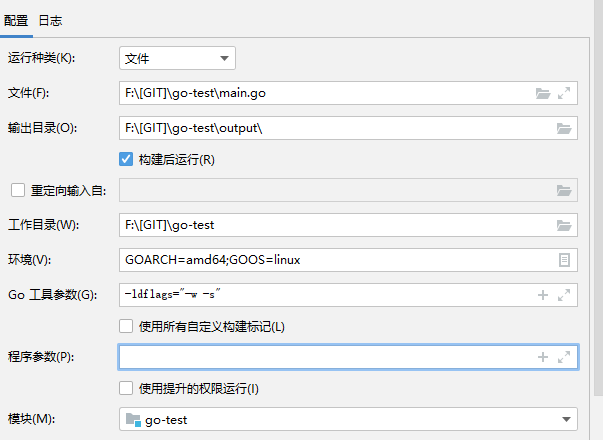 配置 日志
运行种类(K): 文件
文件(F): F:\[GIT]\go-test\main.go
输出目录(O): F:\[GIT]\go-test\output\
构建后运行(R)
重定向输入自:
工作目录(W): F:\[GIT]\go-test
环境(V): GOARCH=amd64;GOOS=linux
Go 工具参数(G): -ldflags="-w -s"
使用所有自定义构建标记(L)
程序参数(P):
使用提升的权限运行(I)
模块(M): go-test